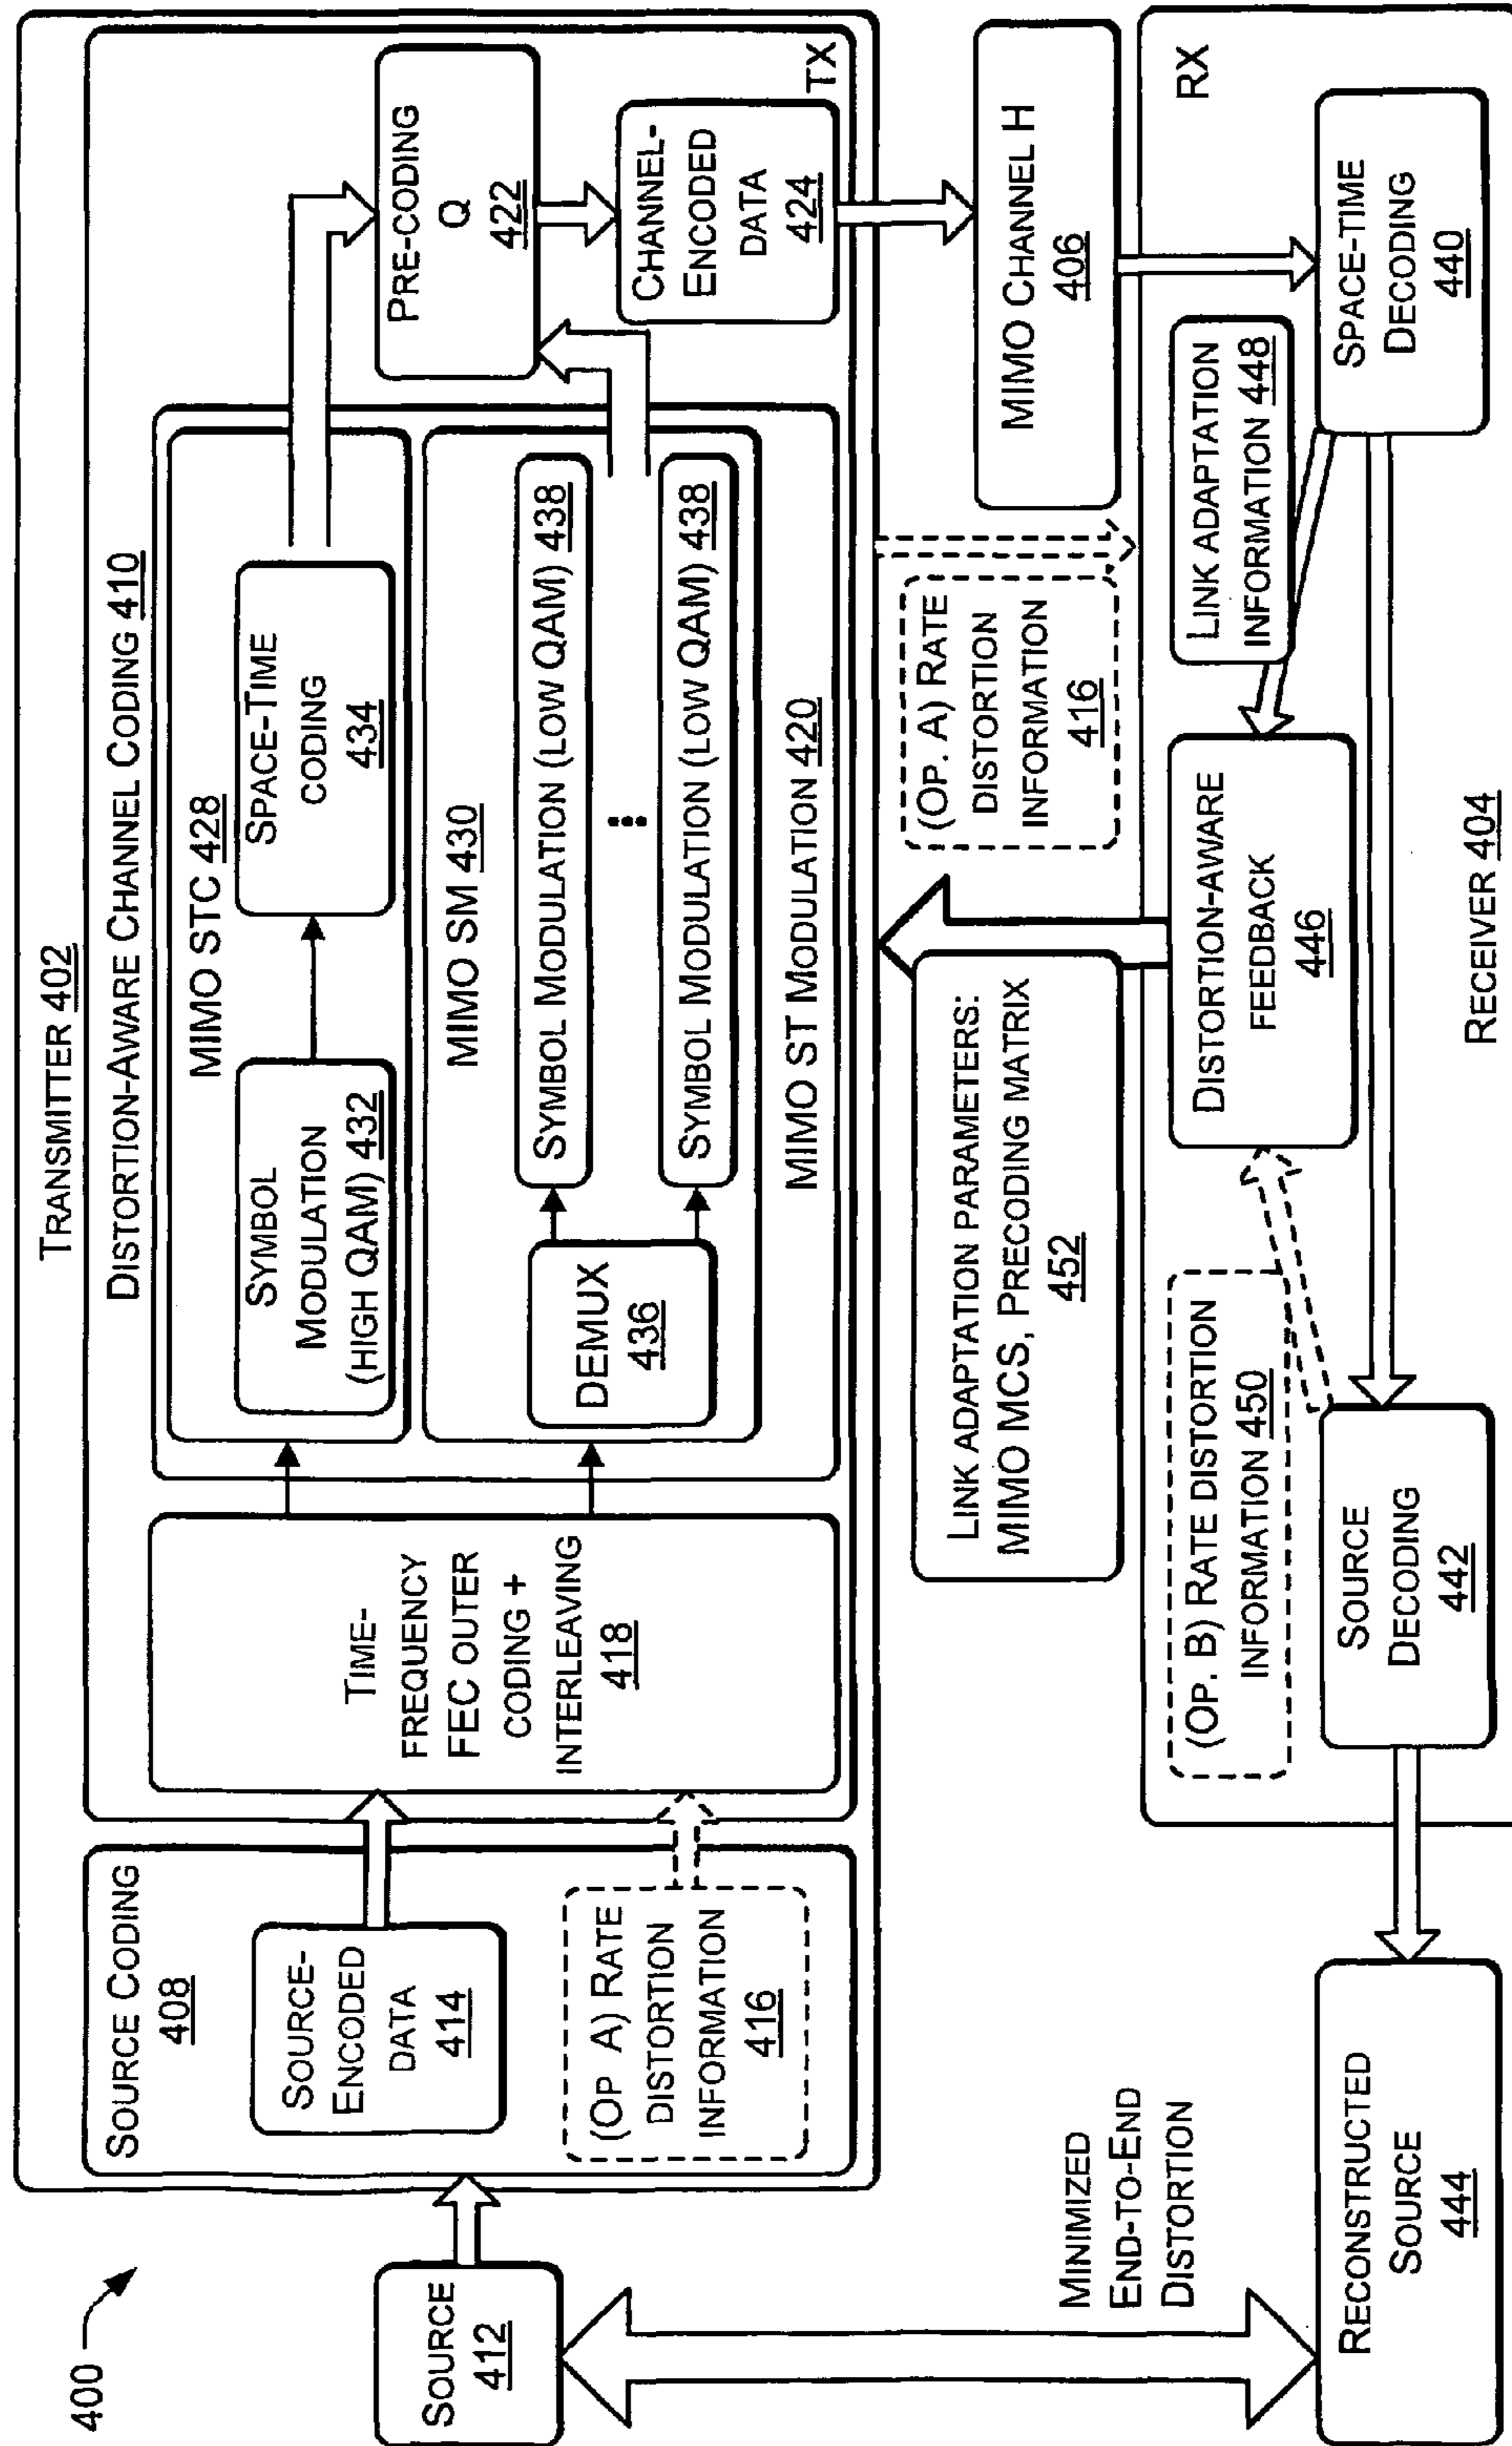 400
TRANSMITTER 402
SOURCE CODING
408
SOURCE-
ENCODED
DATA
414
(OP A) RATE
DISTORTION
INFORMATION
416
DISTORTION-AWARE CHANNEL CODING 410
TIME-
FREQUENCY
FEC OUTER
CODING +
INTERLEAVING
418
MIMO STC 428
SYMBOL
MODULATION
(HIGH QAM) 432
SPACE-TIME
CODING
434
MIMO SM 430
DEMUX
436
SYMBOL MODULATION (LOW QAM) 438
...
SYMBOL MODULATION (LOW QAM) 438
MIMO ST MODULATION 420
PRE-CODING
Q
422
CHANNEL-
ENCODED
DATA
424
TX
SOURCE
412
MINIMIZED
END-TO-END
DISTORTION
LINK ADAPTATION PARAMETERS:
MIMO MCS, PRECODING MATRIX
452
(OP. A) RATE
DISTORTION
INFORMATION
416
MIMO CHANNEL H
406
RX
(OP. B) RATE DISTORTION
INFORMATION 450
DISTORTION-AWARE
FEEDBACK
446
LINK ADAPTATION
INFORMATION 448
SPACE-TIME
DECODING
440
SOURCE
DECODING
442
RECONSTRUCTED
SOURCE
444
RECEIVER 404